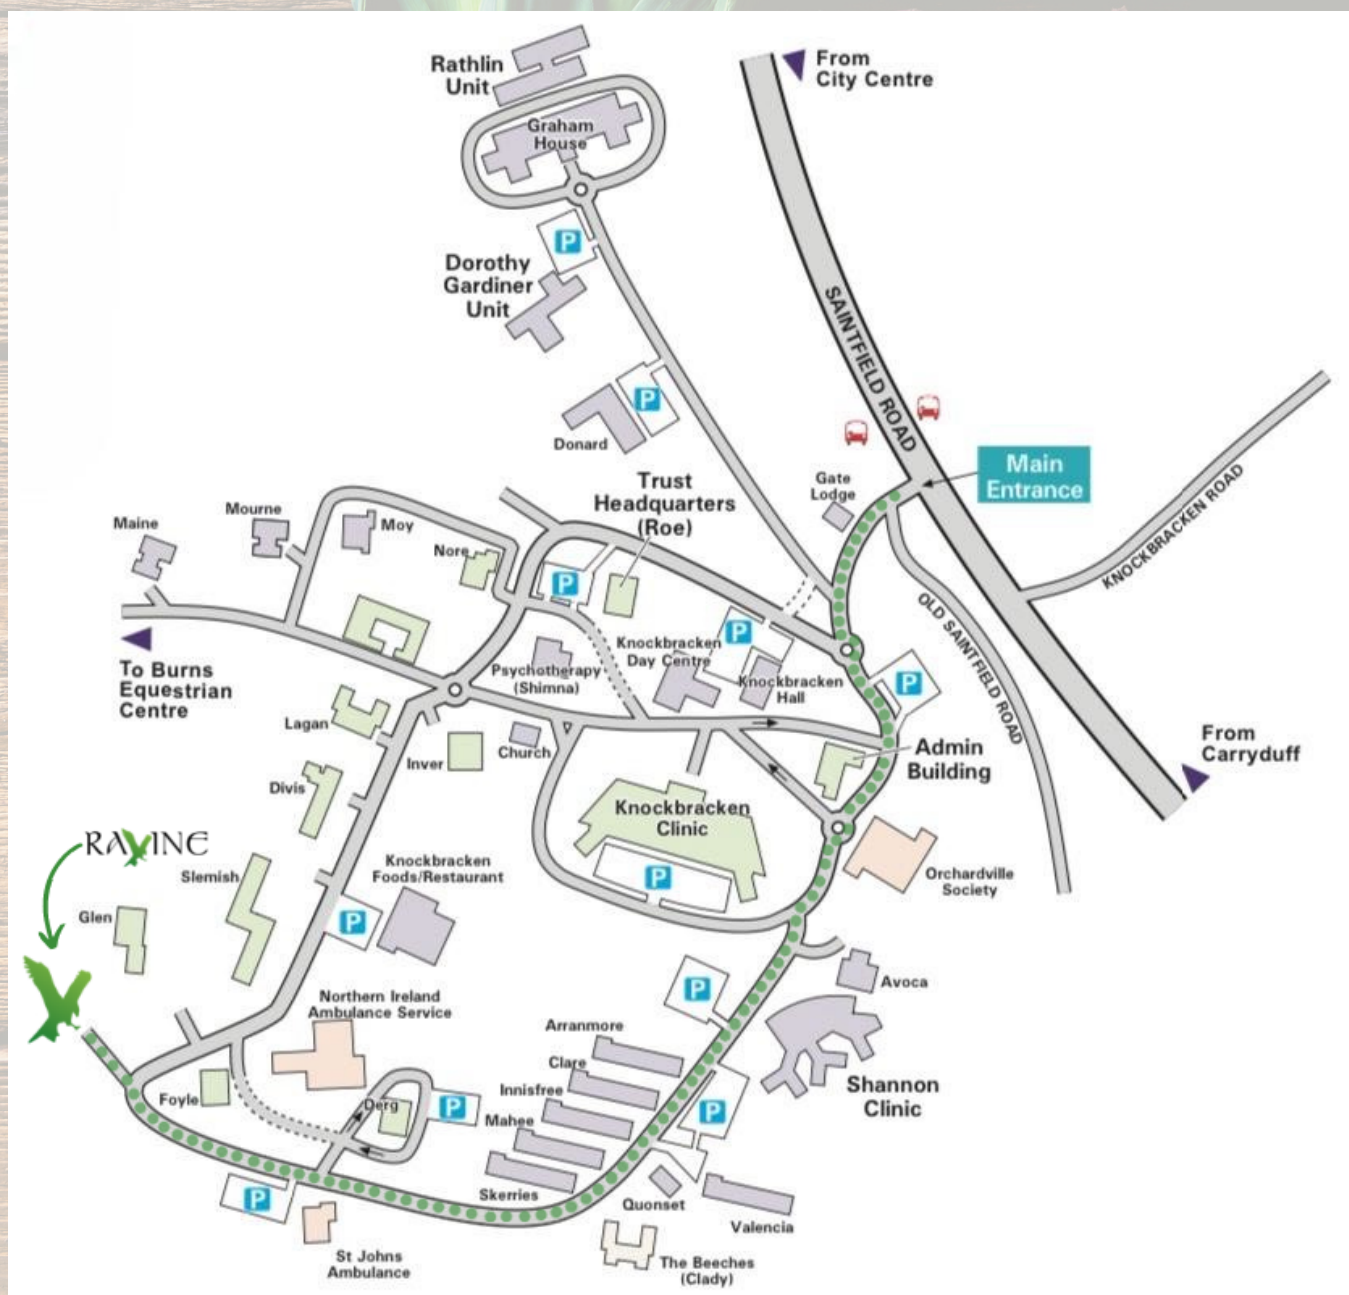 Rathlin
Unit
Graham
House
From
City Centre
P
Dorothy
Gardiner
Unit
SAINTFIELD ROAD
P
Donard
Main
Entrance
Gate
Lodge
Trust
Headquarters
(Roe)
KNOCKBRACKEN ROAD
Maine
Mourne
Moy
Nore
P
OLD SAINTFIELD ROAD
To Burns
Equestrian
Centre
Psychotherapy
(Shimna)
Knockbracken
Day Centre
P
Knockbracken
Hall
P
Lagan
Inver
Church
Admin
Building
From
Carryduff
Divis
Knockbracken
Clinic
P
RAVINE
Slemish
Knockbracken
Foods/Restaurant
P
Orchardville
Society
Glen
Northern Ireland
Ambulance Service
P
Avoca
Arranmore
Clare
Innisfree
Mahee
Skerries
Shannon
Clinic
P
Foyle
Derg
P
P
Quonset
Valencia
St Johns
Ambulance
The Beeches
(Clady)